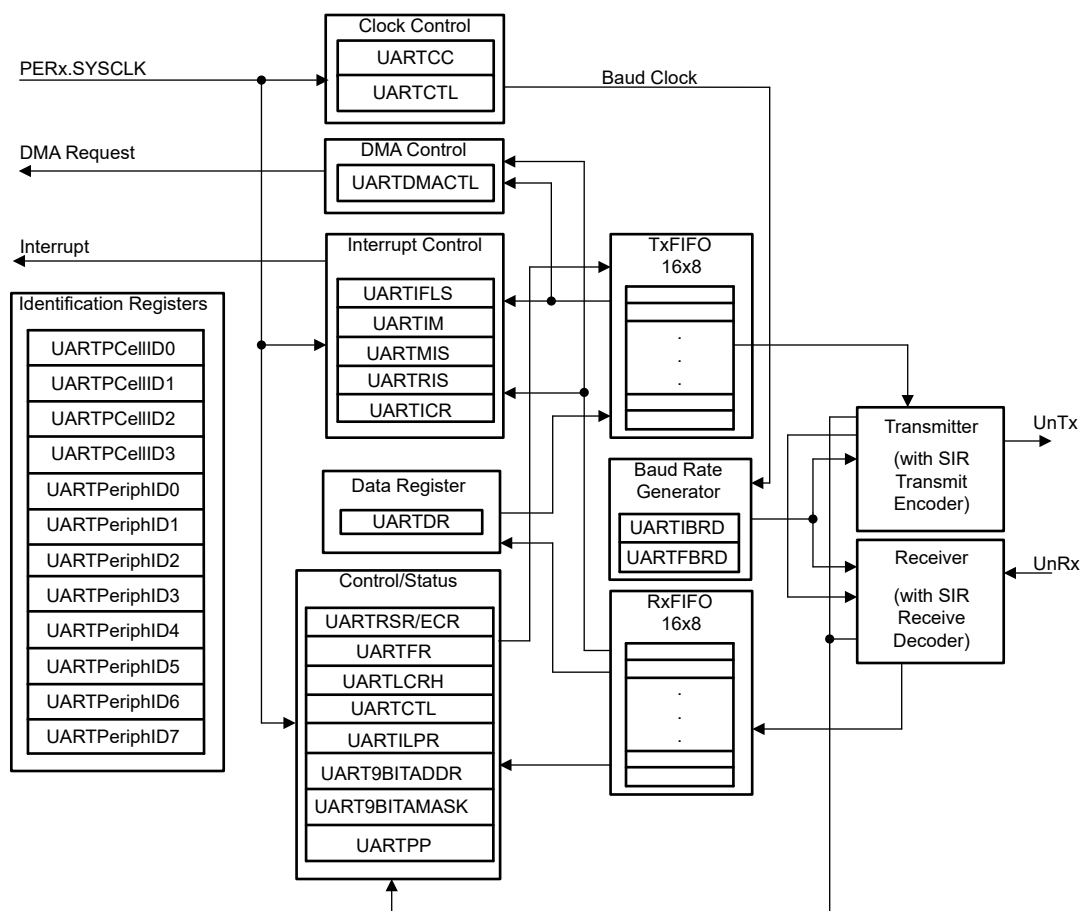 Clock Control
UARTCC
UARTCTL
PERx.SYSCLK
Baud Clock
DMA Request
DMA Control
UARTDMACTL
Interrupt
Interrupt Control
UARTIFLS
UARTIM
UARTMIS
UARTRIS
UARTICR
TxFIFO
16x8
.
.
.
Identification Registers
UARTPCellID0
UARTPCellID1
UARTPCellID2
UARTPCellID3
UARTPeriphID0
UARTPeriphID1
UARTPeriphID2
UARTPeriphID3
UARTPeriphID4
UARTPeriphID5
UARTPeriphID6
UARTPeriphID7
Data Register
UARTDR
Baud Rate
Generator
UARTIBRD
UARTFBRD
Transmitter
(with SIR
Transmit
Encoder)
UnTx
Receiver
(with SIR
Receive
Decoder)
UnRx
Control/Status
UARTRSR/ECR
UARTFR
UARTLCRH
UARTCTL
UARTILPR
UART9BITADDR
UART9BITAMASK
UARTPP
RxFIFO
16x8
.
.
.